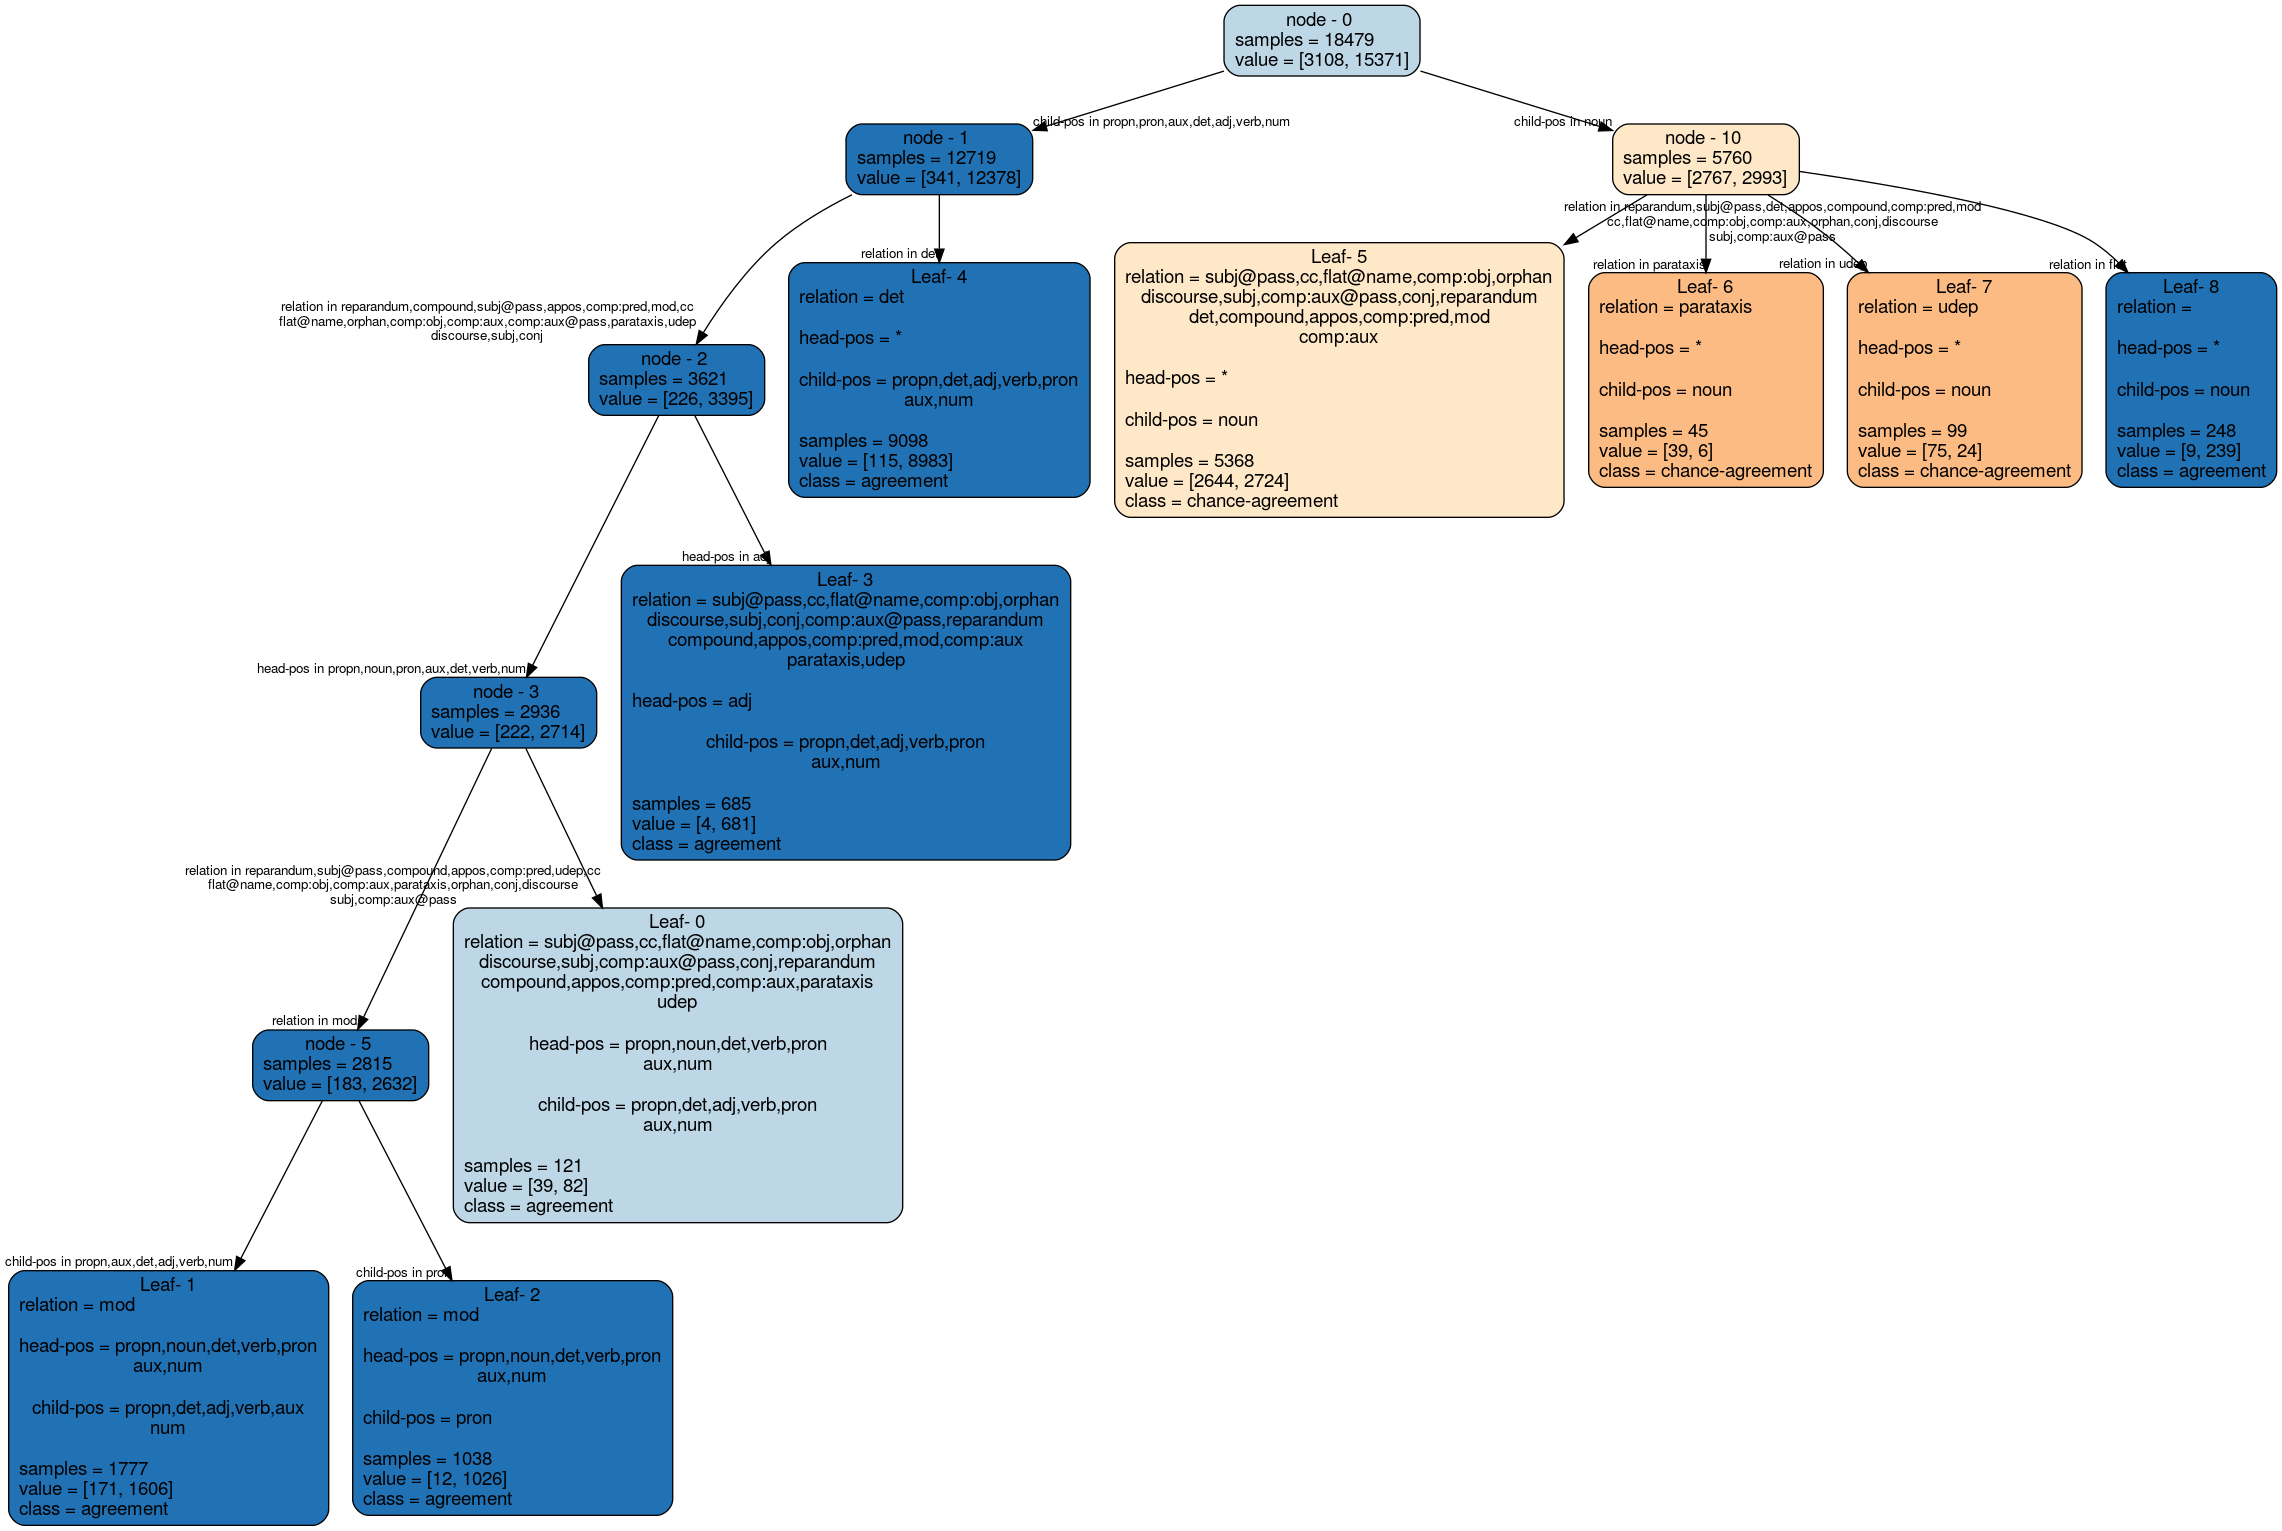 node - 0
samples = 18479
value = [3108, 15371]
child-pos in propn,pron,aux,det,adj,verb,num
child-pos in noun
node - 1
samples = 12719
value = [341, 12378]
node - 10
samples = 5760
value = [2767, 2993]
relation in reparandum,subj@pass,det,appos,compound,comp:pred,mod
cc,flat@name,comp:obj,comp:aux,orphan,conj,discourse
subj,comp:aux@pass
relation in
relation in parataxis
relation in udep
relation in
Leaf- 4
relation = det
head-pos = *
child-pos = propn,det,adj,verb,pron
aux,num
samples = 9098
value = [115, 8983]
class = agreement
Leaf- 5
relation = subj@pass,cc,flat@name,comp:obj,orphan
discourse,subj,comp:aux@pass,conj,reparandum
det,compound,appos,comp:pred,mod
comp:aux
head-pos = *
child-pos = noun
samples = 5368
value = [2644, 2724]
class = chance-agreement
Leaf- 6
relation = parataxis
head-pos = *
child-pos = noun
samples = 45
value = [39, 6]
class = chance-agreement
Leaf- 7
relation = udep
head-pos = *
child-pos = noun
samples = 99
value = [75, 24]
class = chance-agreement
Leaf- 8
relation =
head-pos = *
child-pos = noun
samples = 248
value = [9, 239]
class = agreement
relation in reparandum,compound,subj@pass,appos,comp:pred,mod,cc
flat@name,orphan,comp:obj,comp:aux,comp:aux@pass,parataxis,udep
discourse,subj,conj
node - 2
samples = 3621
value = [226, 3395]
head-pos in
Leaf- 3
relation = subj@pass,cc,flat@name,comp:obj,orphan
discourse,subj,conj,comp:aux@pass,reparandum
compound,appos,comp:pred,mod,comp:aux
parataxis,udep
head-pos = adj
child-pos = propn,det,adj,verb,pron
aux,num
samples = 685
value = [4, 681]
class = agreement
head-pos in propn,noun,pron,aux,det,verb,num
node - 3
samples = 2936
value = [222, 2714]
relation in reparandum,subj@pass,compound,appos,comp:pred,udep,cc
flat@name,comp:obj,comp:aux,parataxis,orphan,conj,discourse
subj,comp:aux@pass
Leaf- 0
relation = subj@pass,cc,flat@name,comp:obj,orphan
discourse,subj,comp:aux@pass,conj,reparandum
compound,appos,comp:pred,comp:aux,parataxis
udep
head-pos = propn,noun,det,verb,pron
aux,num
child-pos = propn,det,adj,verb,pron
aux,num
samples = 121
value = [39, 82]
class = agreement
relation in mod
node - 5
samples = 2815
value = [183, 2632]
child-pos in propn,aux,det,adj,verb,num
child-pos in pron
Leaf- 1
relation = mod
head-pos = propn,noun,det,verb,pron
aux,num
child-pos = propn,det,adj,verb,aux
num
samples = 1777
value = [171, 1606]
class = agreement
Leaf- 2
relation = mod
head-pos = propn,noun,det,verb,pron
aux,num
child-pos = pron
samples = 1038
value = [12, 1026]
class = agreement